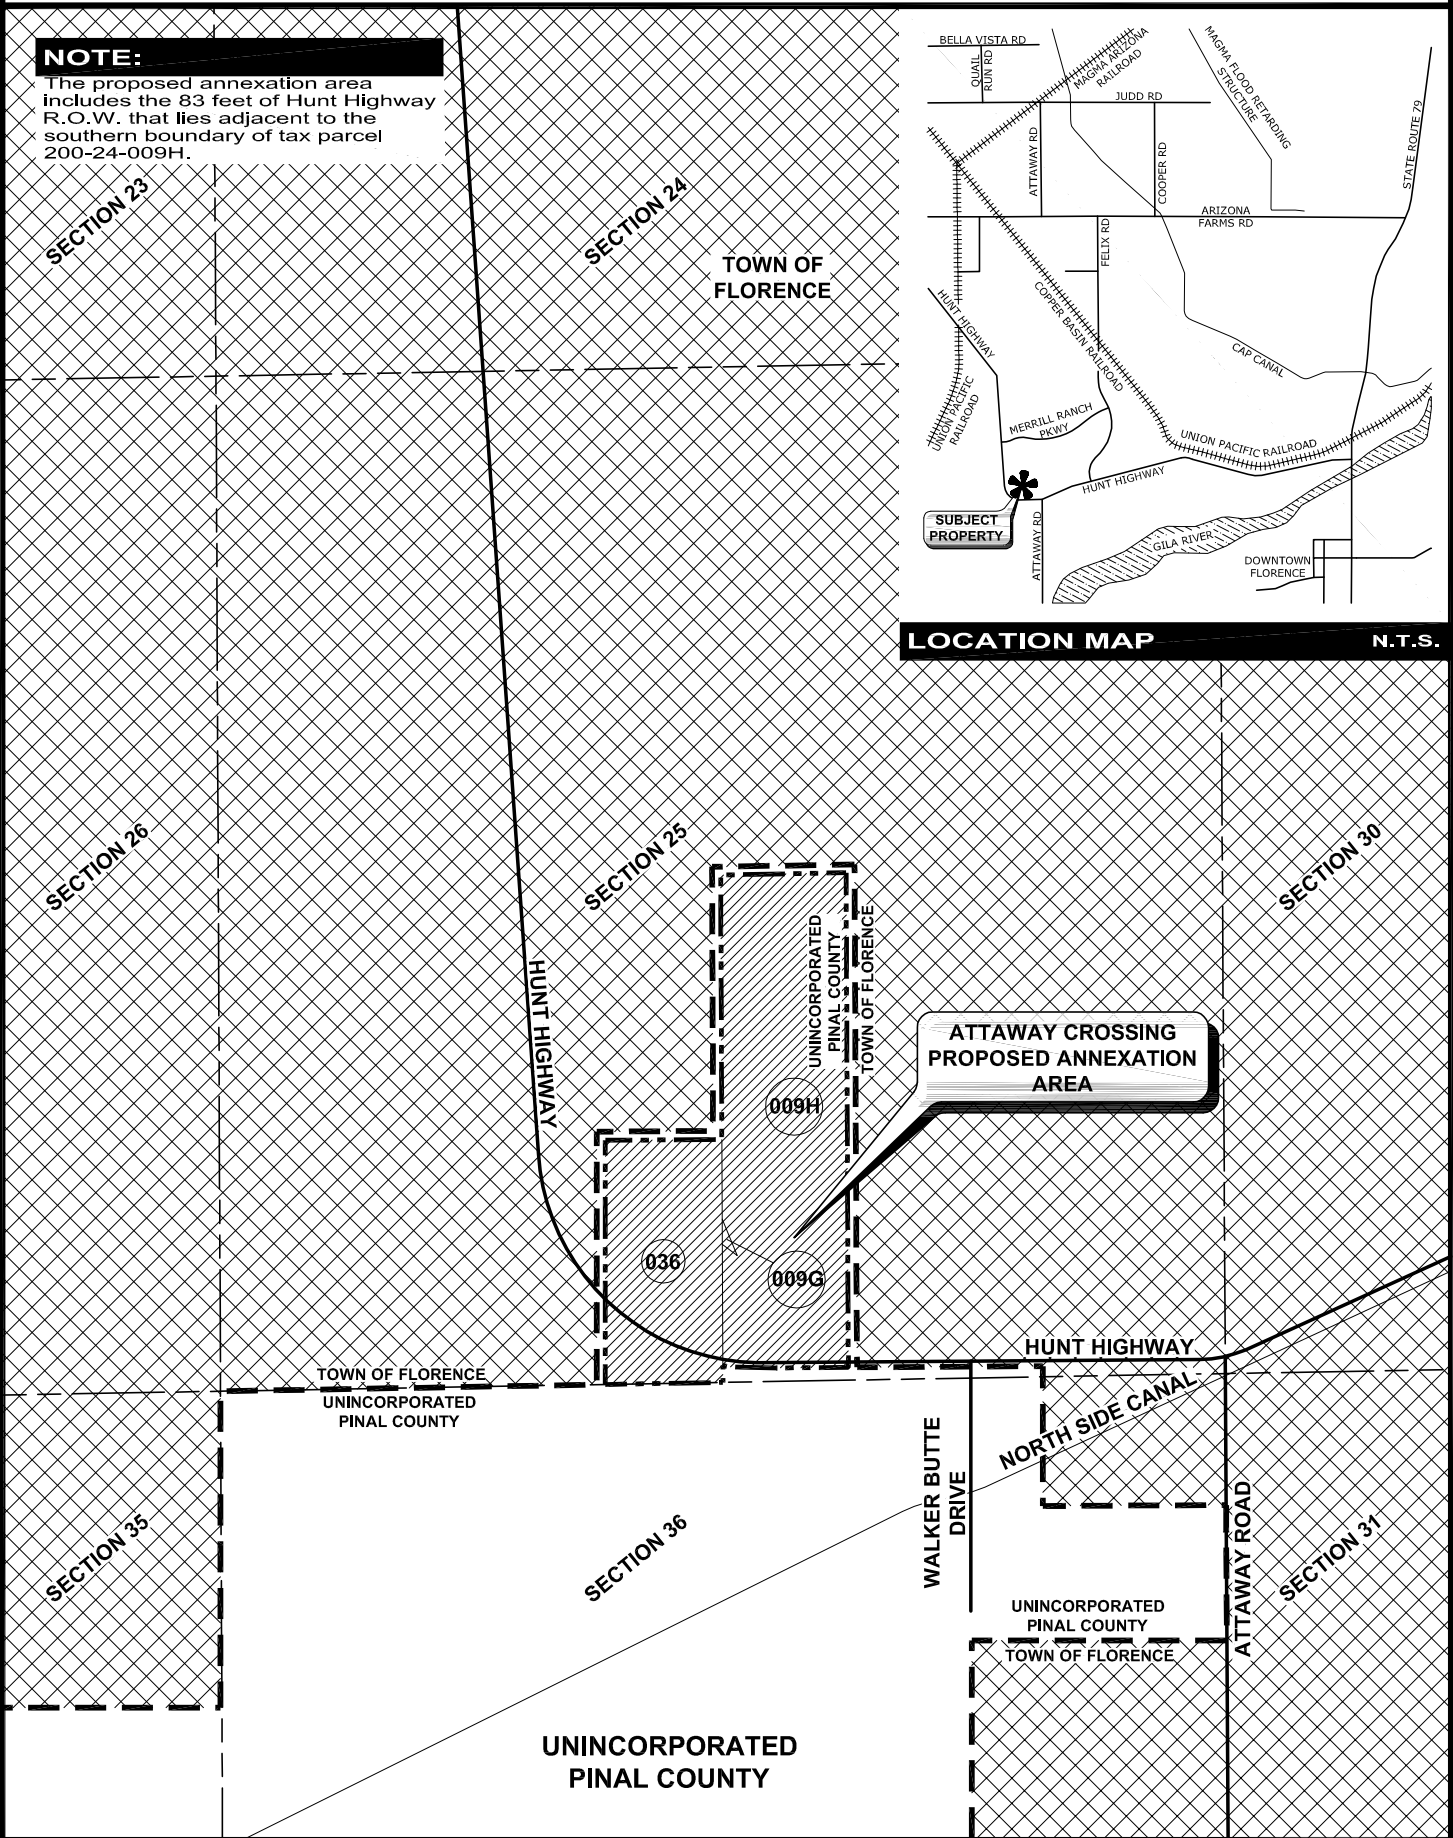 NOTE:
The proposed annexation area
includes the 83 feet of Hunt Highway
R.O.W. that lies adjacent to the
southern boundary of tax parcel
200-24-009H.
SECTION 23
SECTION 24
TOWN OF
FLORENCE
BELLA VISTA RD
QUAIL
RUN RD
MAGMA ARIZONA
RAILROAD
MAGMA FLOOD RETARDING
STRUCTURE
JUDD RD
STATE ROUTE 79
ATTAWAY RD
COOPER RD
ARIZONA
FARMS RD
FELIX RD
HUNT HIGHWAY
COPPER BASIN RAILROAD
CAP CANAL
UNION PACIFIC
RAILROAD
MERRILL RANCH
PKWY
UNION PACIFIC RAILROAD
HUNT HIGHWAY
SUBJECT
PROPERTY
ATTAWAY RD
GILA RIVER
DOWNTOWN
FLORENCE
LOCATION MAP
N.T.S.
SECTION 26
SECTION 25
SECTION 30
HUNT HIGHWAY
UNINCORPORATED
PINAL COUNTY
TOWN OF FLORENCE
ATTAWAY CROSSING
PROPOSED ANNEXATION
AREA
009H
036
009G
HUNT HIGHWAY
TOWN OF FLORENCE
UNINCORPORATED
PINAL COUNTY
NORTH SIDE CANAL
WALKER BUTTE
DRIVE
SECTION 35
SECTION 36
ATTAWAY ROAD
SECTION 31
UNINCORPORATED
PINAL COUNTY
TOWN OF FLORENCE
UNINCORPORATED
PINAL COUNTY